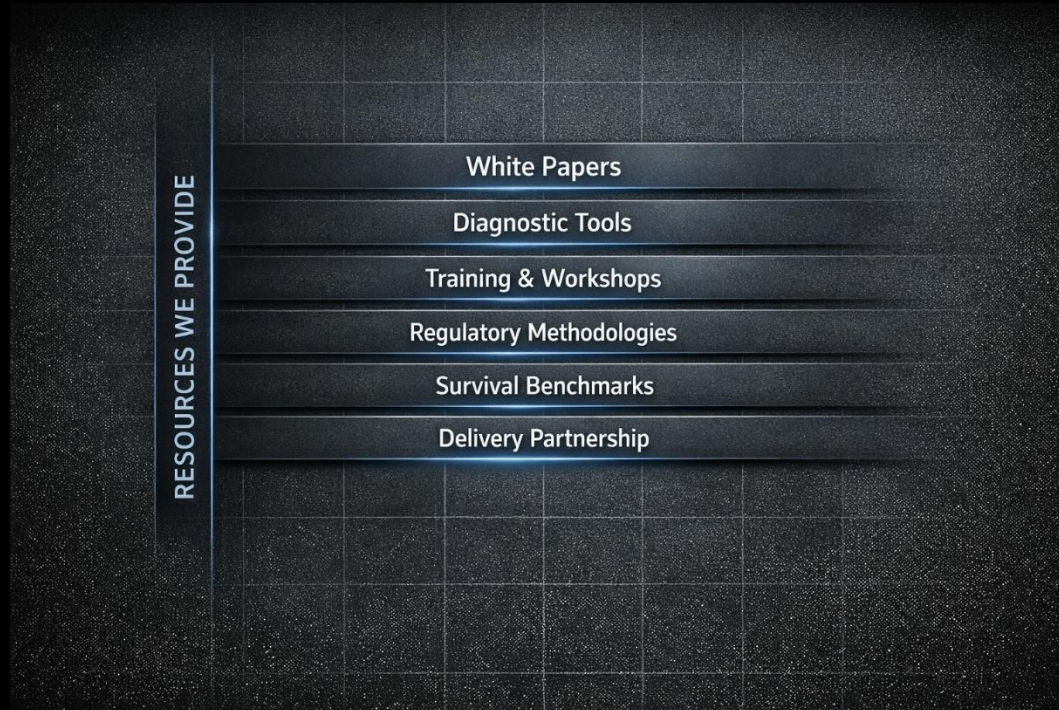 RESOURCES WE PROVIDE
White Papers
Diagnostic Tools
Training & Workshops
Regulatory Methodologies
Survival Benchmarks
Delivery Partnership